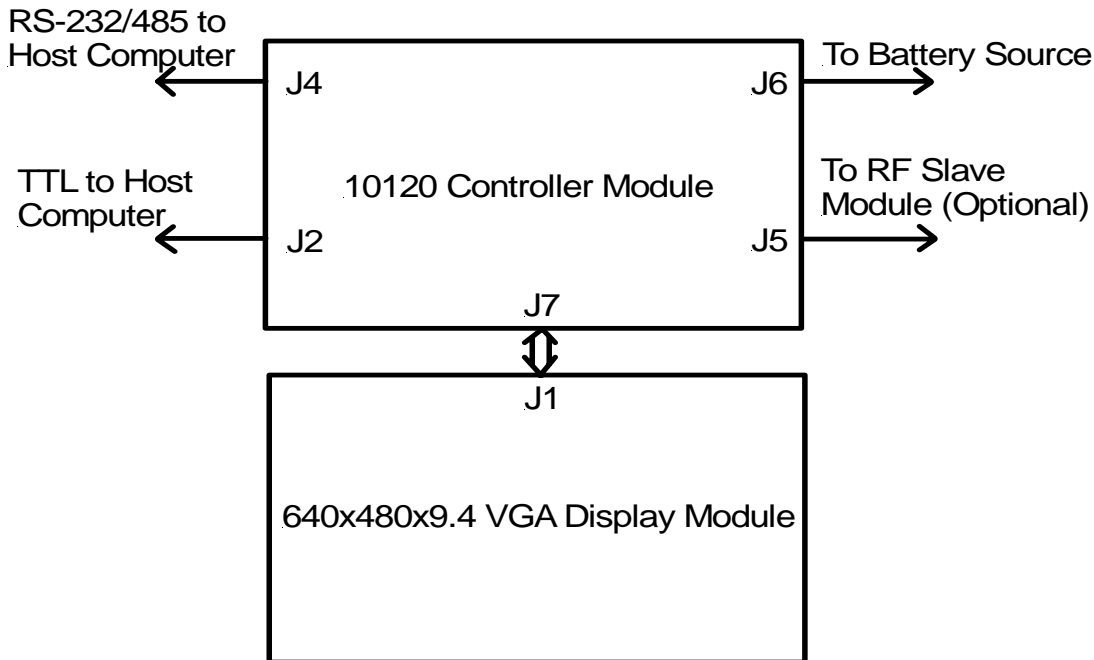 RS-232/485 to
Host Computer
To Battery Source
J4
J6
TTL to Host
Computer
10120 Controller Module
To RF Slave
Module (Optional)
J2
J5
J7
J1
640x480x9.4 VGA Display Module